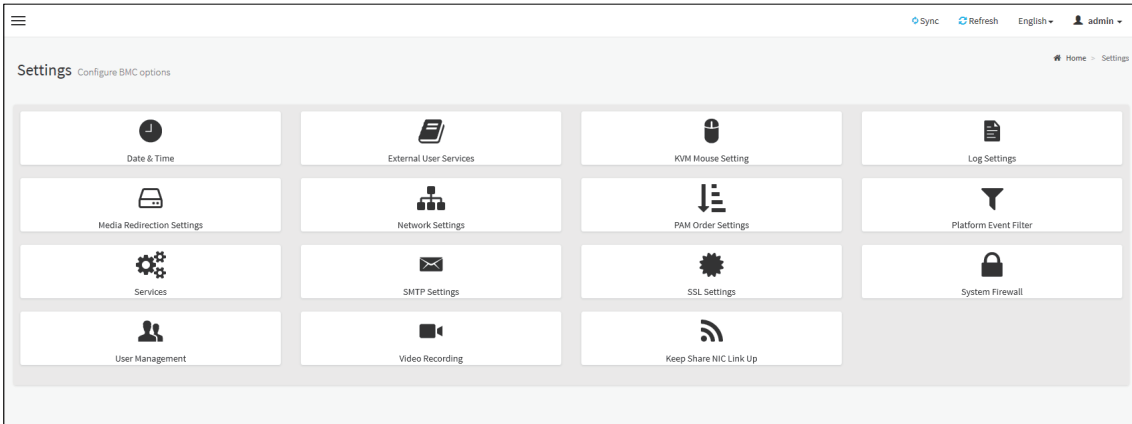 Sync Refresh English admin
Settings Configure BMC options
Home > Settings
Date & Time External User Services KVM Mouse Setting Log Settings
Media Redirection Settings Network Settings PAM Order Settings Platform Event Filter
Services SMTP Settings SSL Settings System Firewall
User Management Video Recording Keep Share NIC Link Up